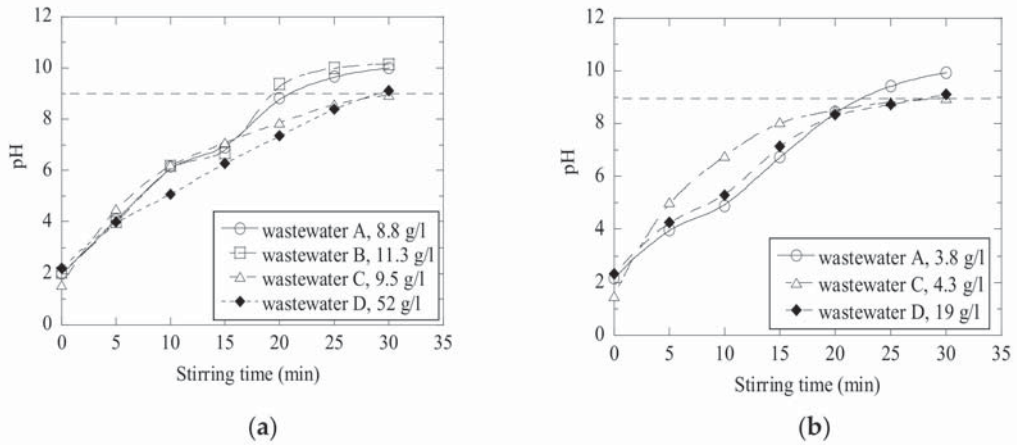 12
10
8
6
4
2
0
pH
wastewater A, 8.8 g/l
wastewater B, 11.3 g/l
wastewater C, 9.5 g/l
wastewater D, 52 g/l
0 5 10 15 20 25 30 35
Stirring time (min)
(a)
12
10
8
6
4
2
0
pH
wastewater A, 3.8 g/l
wastewater C, 4.3 g/l
wastewater D, 19 g/l
0 5 10 15 20 25 30 35
Stirring time (min)
(b)